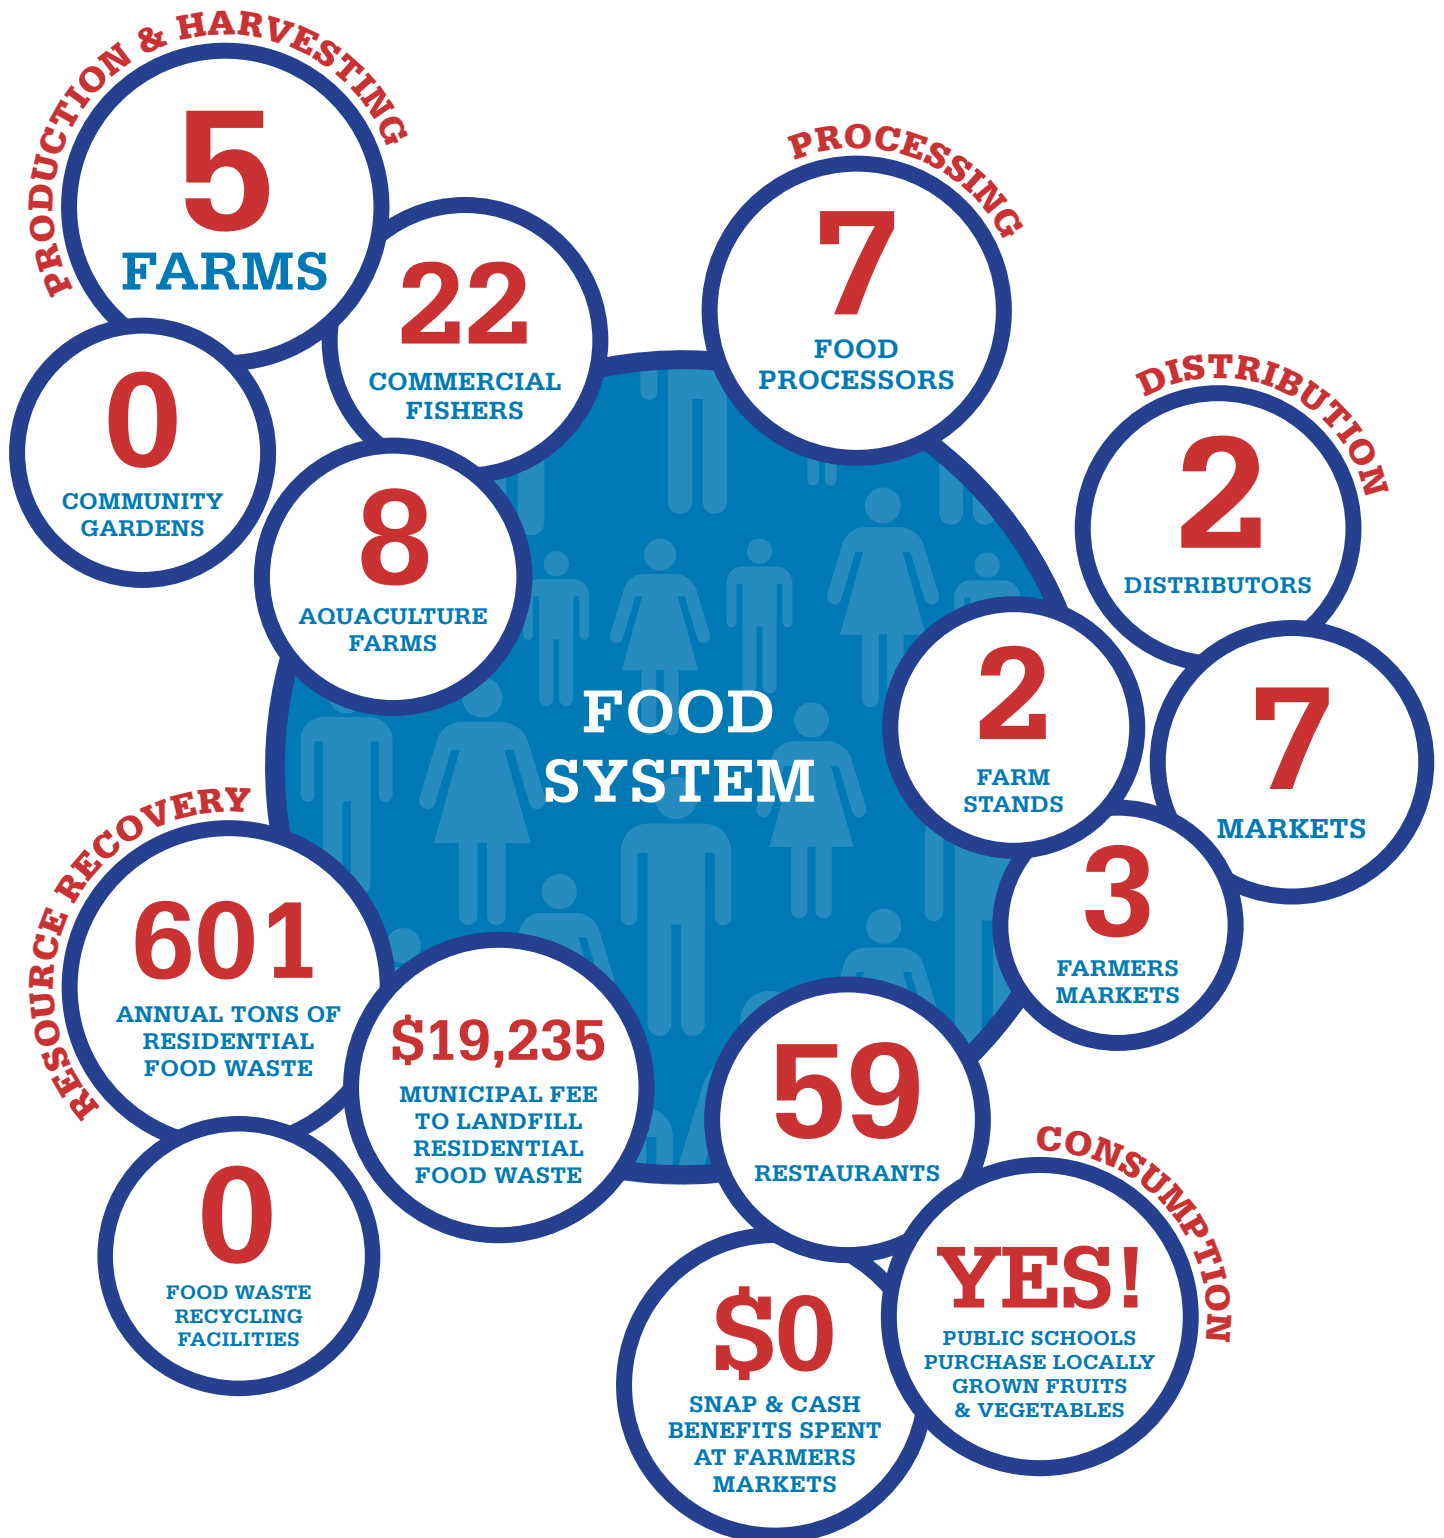 PRODUCTION & HARVESTING
5
FARMS
22
COMMERCIAL
FISHERS
0
COMMUNITY
GARDENS
8
AQUACULTURE
FARMS
PROCESSING
7
FOOD
PROCESSORS
DISTRIBUTION
2
DISTRIBUTORS
2
FARM
STANDS
7
MARKETS
3
FARMERS
MARKETS
FOOD
SYSTEM
RESOURCE RECOVERY
601
ANNUAL TONS OF
RESIDENTIAL
FOOD WASTE
$19,235
MUNICIPAL FEE
TO LANDFILL
RESIDENTIAL
FOOD WASTE
0
FOOD WASTE
RECYCLING
FACILITIES
CONSUMPTION
59
RESTAURANTS
YES!
PUBLIC SCHOOLS
PURCHASE LOCALLY
GROWN FRUITS
& VEGETABLES
$0
SNAP & CASH
BENEFITS SPENT
AT FARMERS
MARKETS